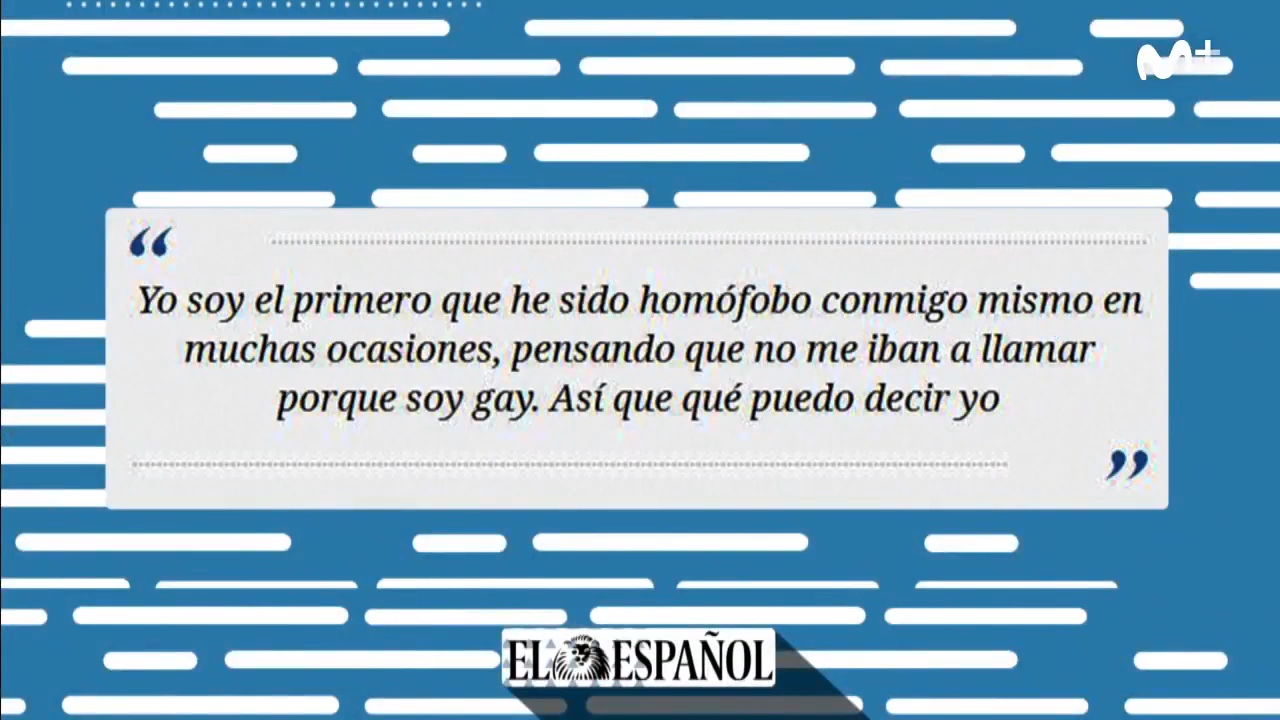 M+
“
Yo soy el primero que he sido homófobo conmigo mismo en
muchas ocasiones, pensando que no me iban a llamar
porque soy gay. Así que qué puedo decir yo
”
EL ESPAÑOL